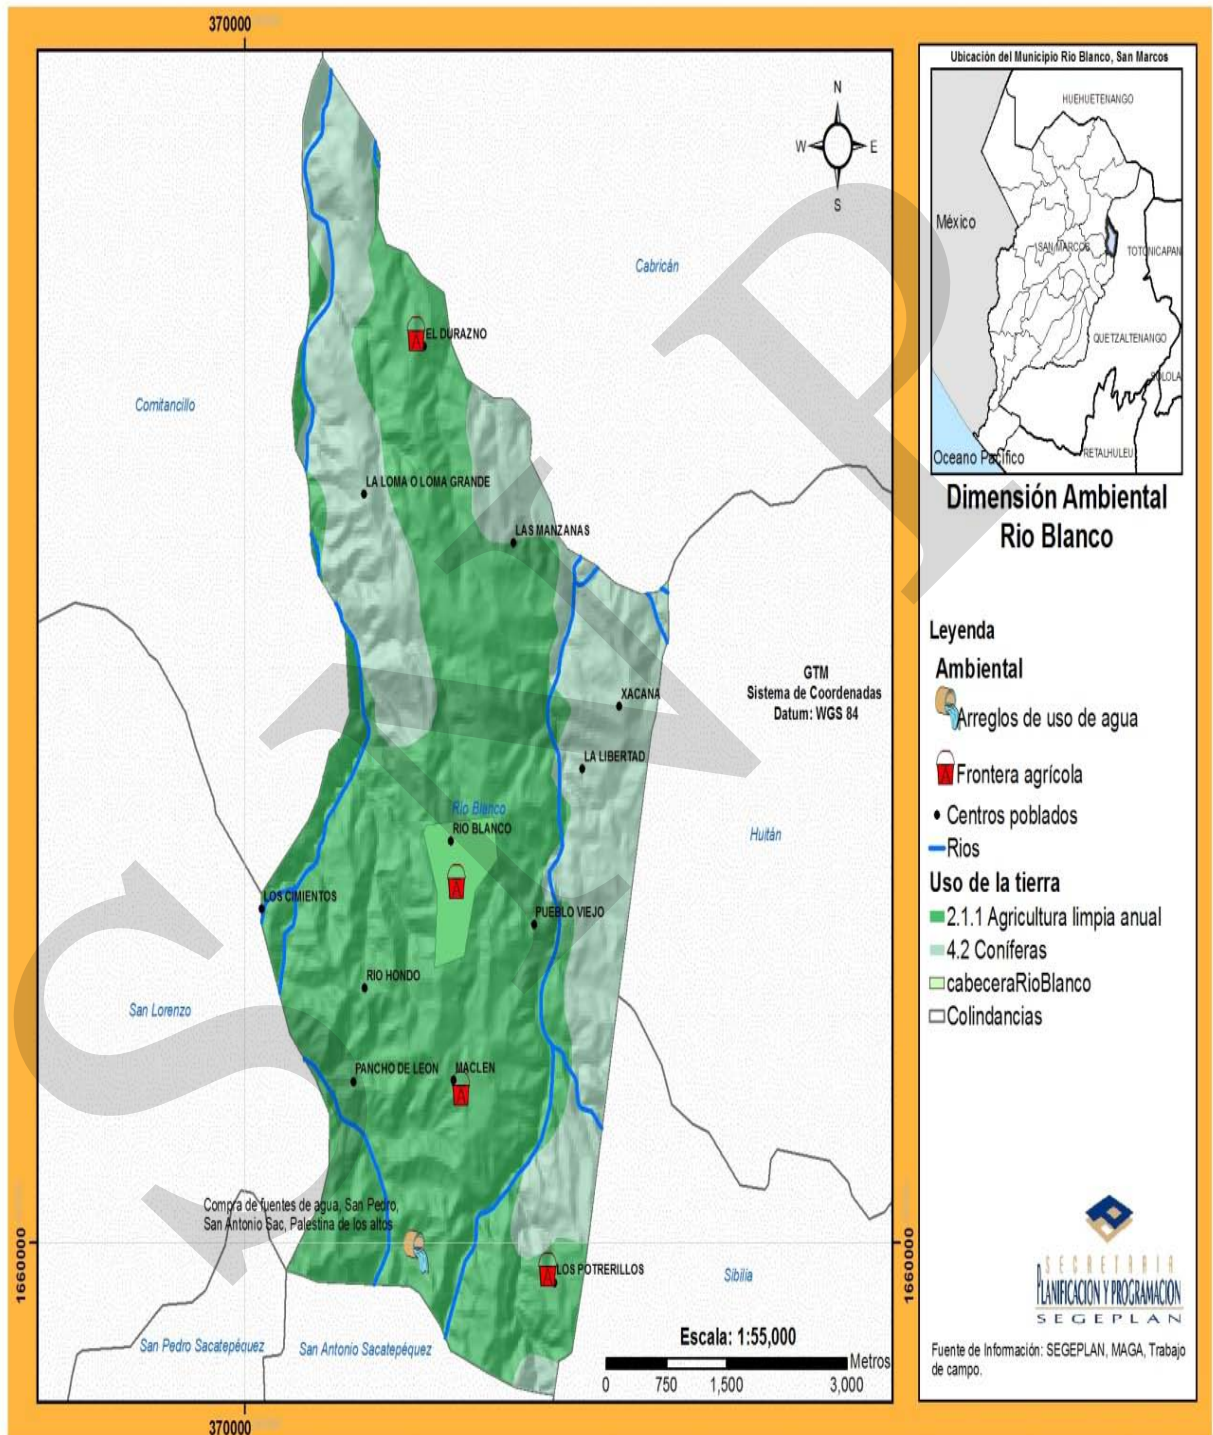 370000
Cabricán
Comitancillo
EL DURAZNO
LA LOMA O LOMA GRANDE
LAS MANZANAS
GTM
Sistema de Coordenadas
Datum: WGS 84
XACANA
LA LIBERTAD
Río Blanco
RIO BLANCO
Huitán
LOS CIMIENTOS
PUEBLO VIEJO
RIO HONDO
San Lorenzo
PANCHO DE LEON
MACLEN
Compra de fuentes de agua, San Pedro,
San Antonio Sac, Palestina de los altos
LOS POTRERILLOS
Sibilia
San Pedro Sacatepéquez
San Antonio Sacatepéquez
Escala: 1:55,000
Metros
0 750 1,500 3,000
N
W E
S
A
A
A
A
1660000
1660000
370000
Ubicación del Municipio Rio Blanco, San Marcos
HUEHUETENANGO
México
SAN MARCOS
TOTONICAPAN
QUETZALTENANGO
SOLOLA
RETALHULEU
Oceano Pacífico
Dimensión Ambiental
Rio Blanco
Leyenda
Ambiental
Arreglos de uso de agua
A Frontera agrícola
Centros poblados
Rios
Uso de la tierra
2.1.1 Agricultura limpia anual
4.2 Coníferas
cabeceraRioBlanco
Colindancias
SECRETARIA
PLANIFICACION Y PROGRAMACION
SEGEPLAN
Fuente de Información: SEGEPLAN, MAGA, Trabajo
de campo.